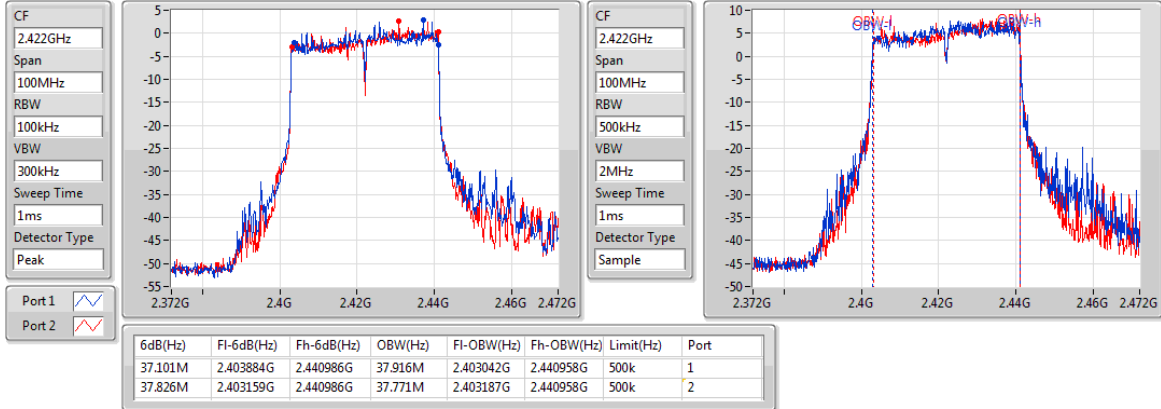 CF
2.422GHz
Span
100MHz
RBW
100kHz
VBW
300kHz
Sweep Time
1ms
Detector Type
Peak
5
0
-5
-10
-15
-20
-25
-30
-35
-40
-45
-50
-55
2.372G 2.4G 2.42G 2.44G 2.46G 2.472G
CF
2.422GHz
Span
100MHz
RBW
500kHz
VBW
2MHz
Sweep Time
1ms
Detector Type
Sample
10
5
0
-5
-10
-15
-20
-25
-30
-35
-40
-45
-50
OBW-l OBW-h
OBW-l OBW-h
2.372G 2.4G 2.42G 2.44G 2.46G 2.472G
Port 1
Port 2
6dB(Hz) Fl-6dB(Hz) Fh-6dB(Hz) OBW(Hz) Fl-OBW(Hz) Fh-OBW(Hz) Limit(Hz) Port
37.101M 2.403884G 2.440986G 37.916M 2.403042G 2.440958G 500k 1
37.826M 2.403159G 2.440986G 37.771M 2.403187G 2.440958G 500k 2